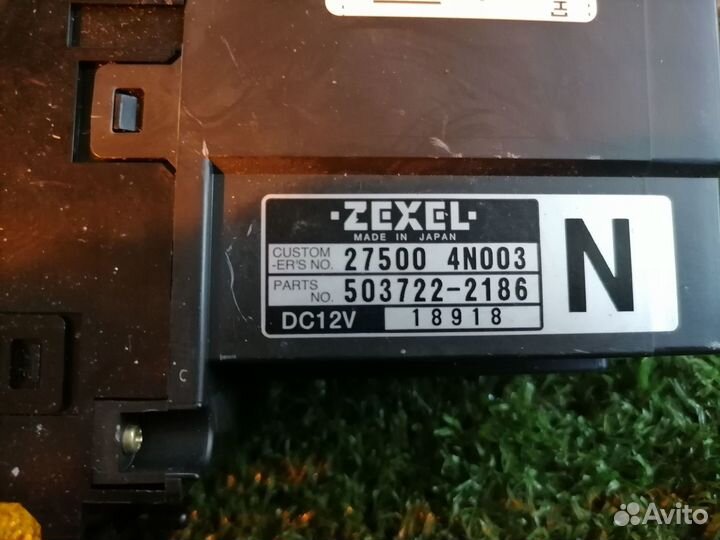 ·ZEXEL·
MADE IN JAPAN
CUSTOM
-ER'S NO. 27500 4N003
PARTS
NO. 503722-2186
DC12V 18918
N
C
Avito